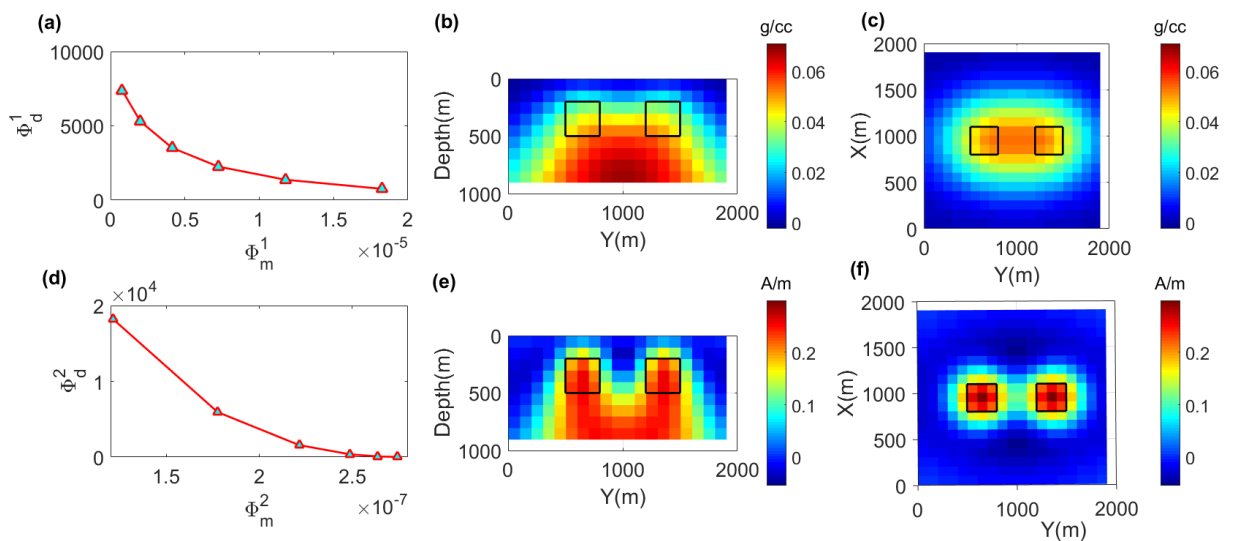 (a)
10000
5000
0
Φ_d^1
0 0.5 1 1.5 2
×10^-5
Φ_m^1
(b)
g/cc
0
500
1000
Depth(m)
0 1000 2000
Y(m)
0.06
0.04
0.02
0
(c)
g/cc
2000
1500
1000
500
0
X(m)
0 1000 2000
Y(m)
0.06
0.04
0.02
0
(d)
×10^4
2
1
0
Φ_d^2
1.5 2 2.5
×10^-7
Φ_m^2
(e)
A/m
0
500
1000
Depth(m)
0 1000 2000
Y(m)
0.2
0.1
0
(f)
A/m
2000
1500
1000
500
0
X(m)
0 1000 2000
Y(m)
0.2
0.1
0